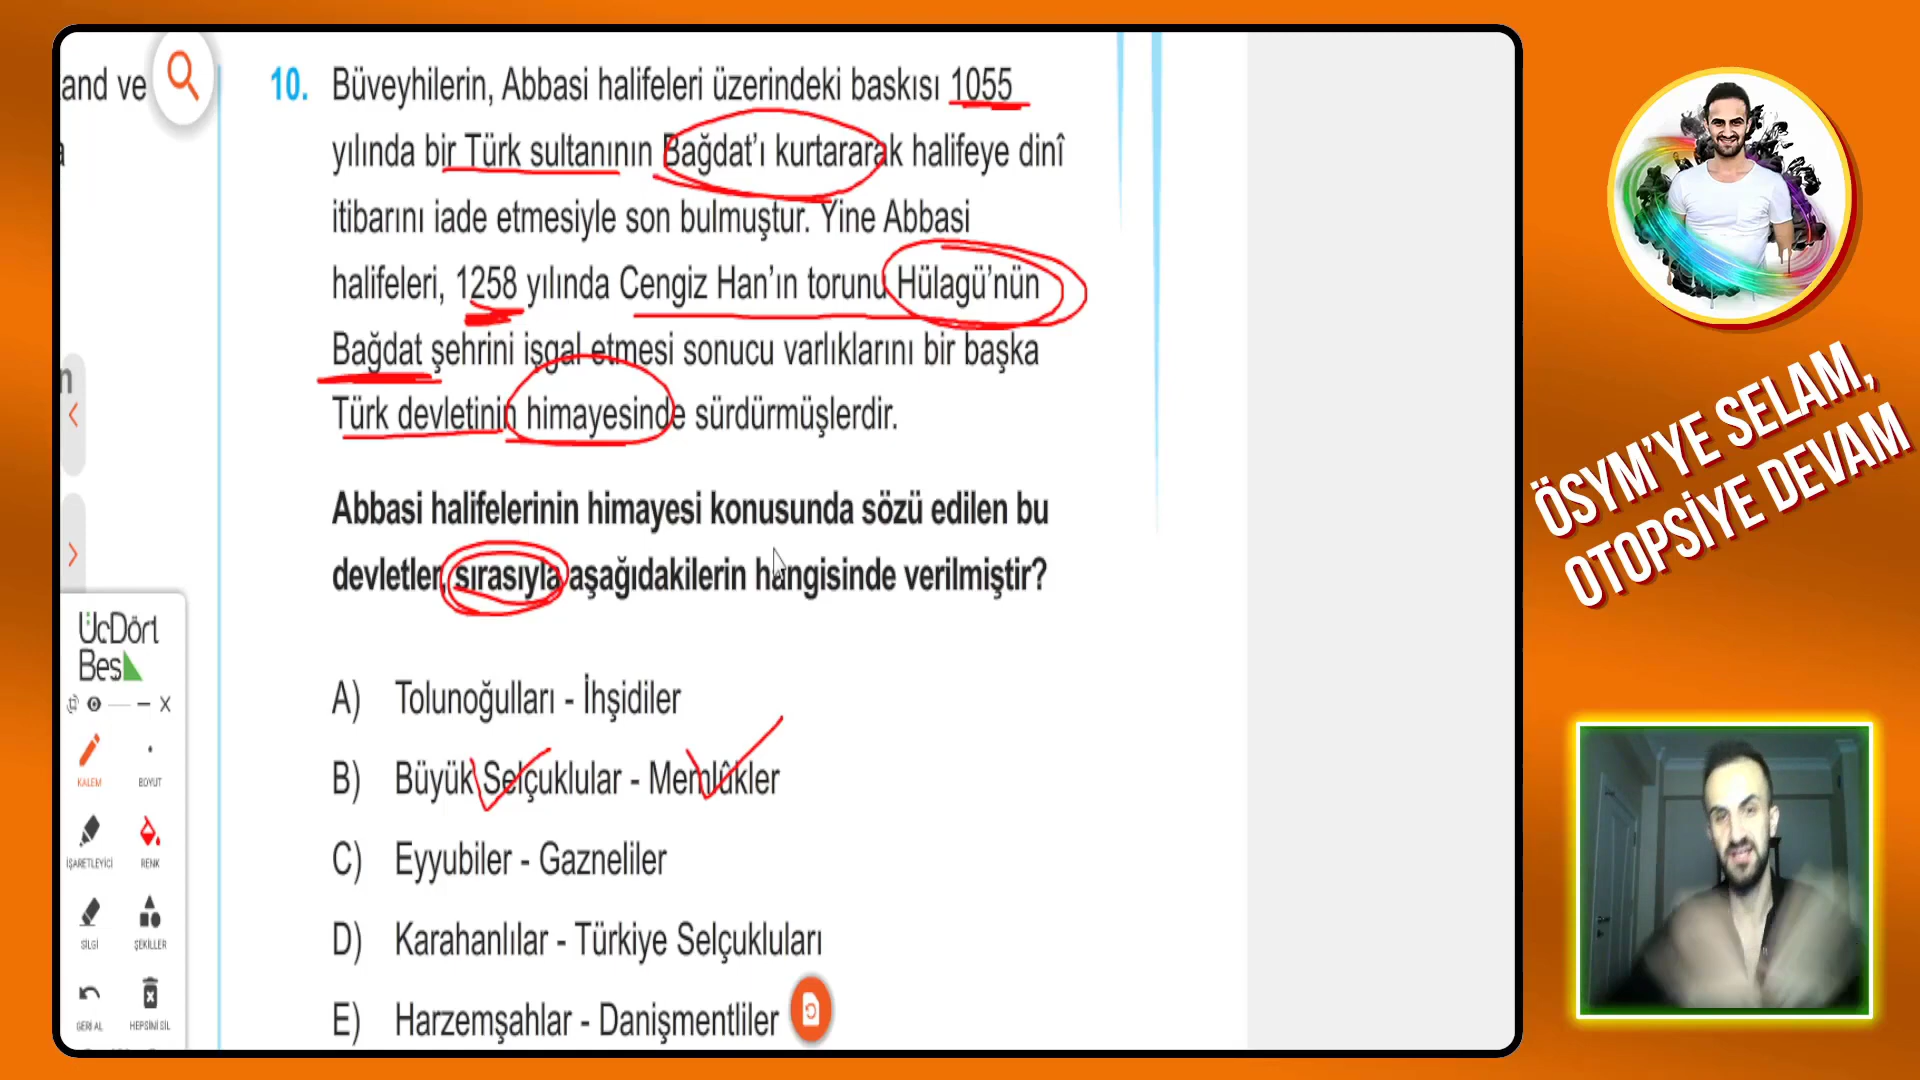 and ve
10. Büveyhilerin, Abbasi halifeleri üzerindeki baskısı 1055
yılında bir Türk sultanının Bağdat’ı kurtararak halifeye dinî
itibarını iade etmesiyle son bulmuştur. Yine Abbasi
halifeleri, 1258 yılında Cengiz Han’ın torunu Hülagü’nün
Bağdat şehrini işgal etmesi sonucu varlıklarını bir başka
Türk devletinin himayesinde sürdürmüşlerdir.
Abbasi halifelerinin himayesi konusunda sözü edilen bu
devletler, sırasıyla aşağıdakilerin hangisinde verilmiştir?
A) Tolunoğulları - İhşidiler
B) Büyük Selçuklular - Memlûkler
C) Eyyubiler - Gazneliler
D) Karahanlılar - Türkiye Selçukluları
E) Harzemşahlar - Danişmentliler
ÜçDört
Beş
KALEM BOYUT
İŞARETLEYİCİ RENK
SİLGİ ŞEKİLLER
GERİ AL HEPSİNİ SİL
ÖSYM’YE SELAM,
OTOPSİYE DEVAM